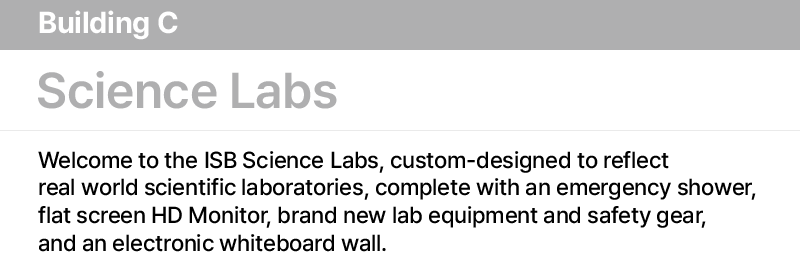 Building C
Science Labs
Welcome to the ISB Science Labs, custom-designed to reflect
real world scientific laboratories, complete with an emergency shower,
flat screen HD Monitor, brand new lab equipment and safety gear,
and an electronic whiteboard wall.